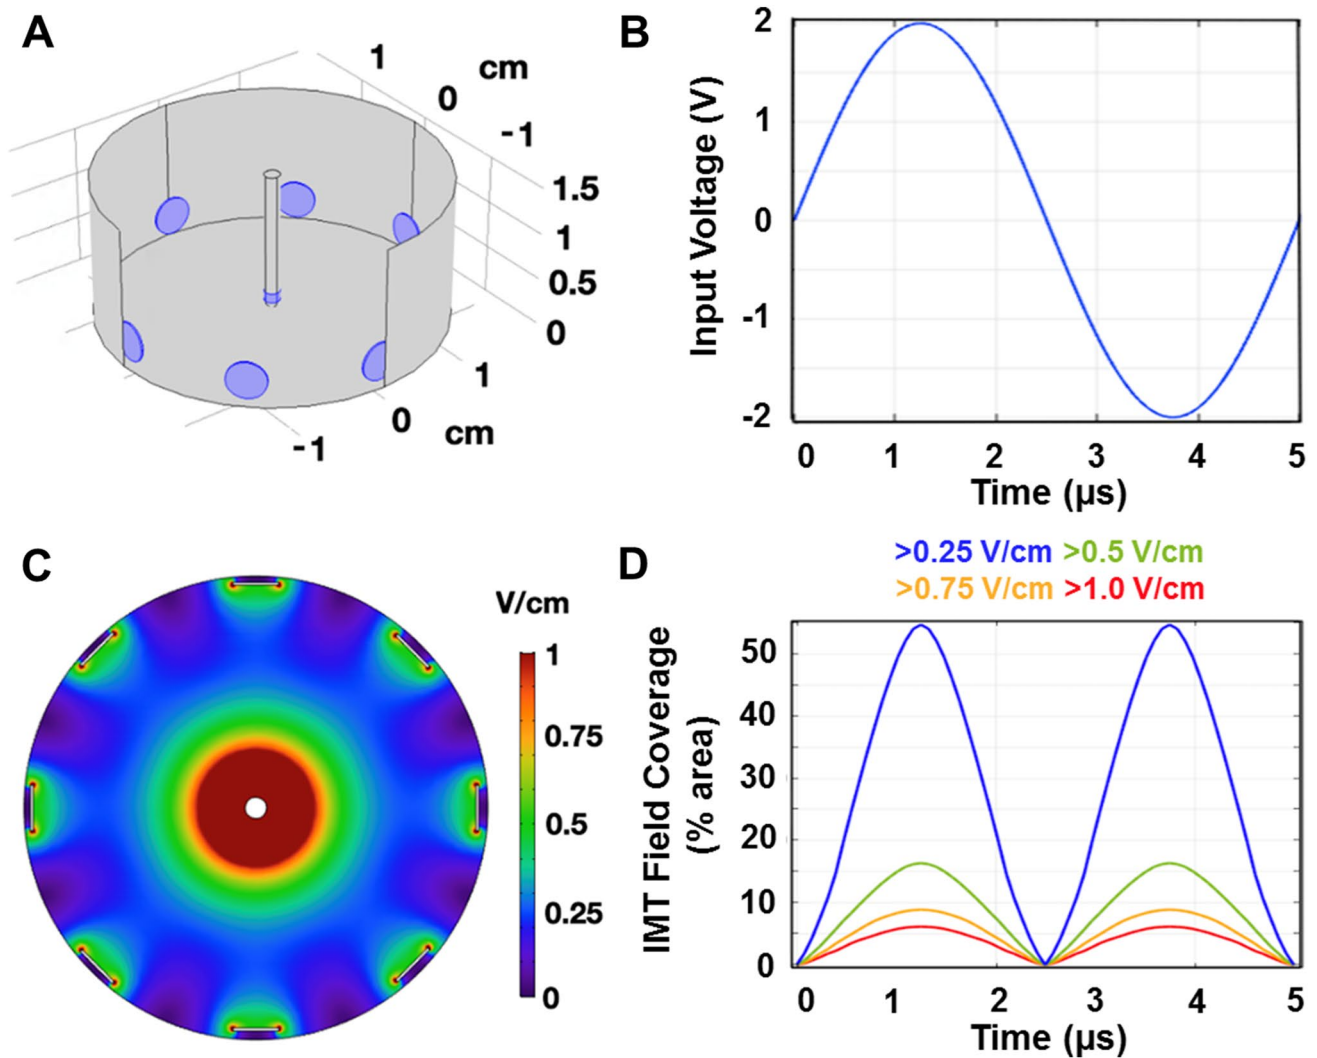 A
1
cm
0
-1
1.5
1
0.5
0
1
0
cm
-1
B
Input Voltage (V)
2
1
0
-1
-2
0 1 2 3 4 5
Time (μs)
C
V/cm
1
0.75
0.5
0.25
0
D
>0.25 V/cm >0.5 V/cm
>0.75 V/cm >1.0 V/cm
IMT Field Coverage
(% area)
50
40
30
20
10
0
0 1 2 3 4 5
Time (μs)